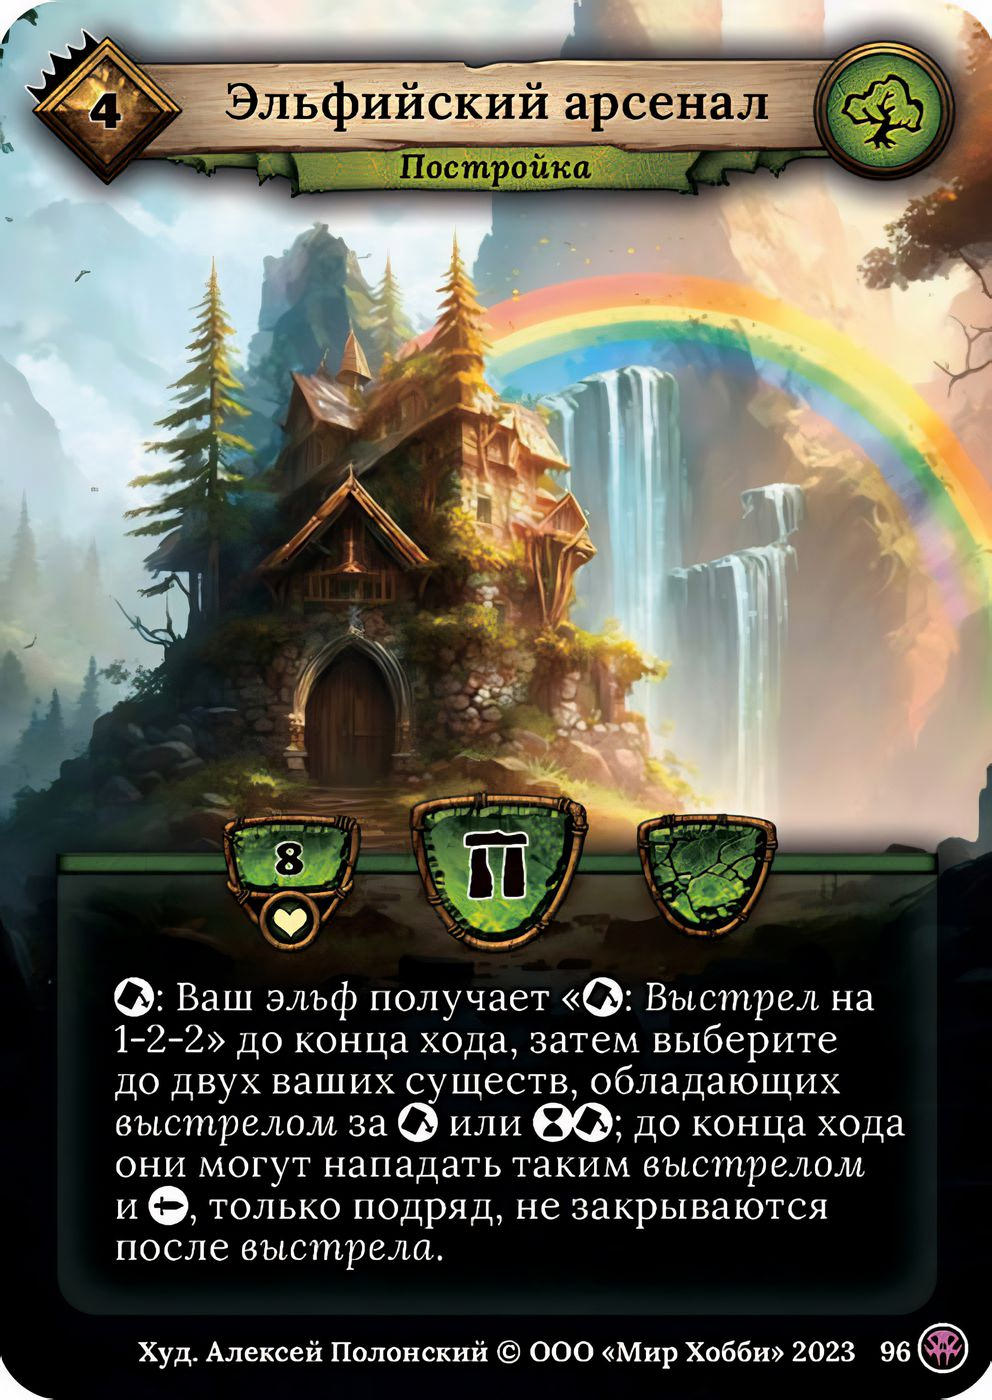 4
Эльфийский арсенал
Постройка
8
П
: Ваш эльф получает «: Выстрел на
1-2-2» до конца хода, затем выберите
до двух ваших существ, обладающих
выстрелом за или ; до конца хода
они могут нападать таким выстрелом
и , только подряд, не закрываются
после выстрела.
Худ. Алексей Полонский © ООО «Мир Хобби» 2023 96